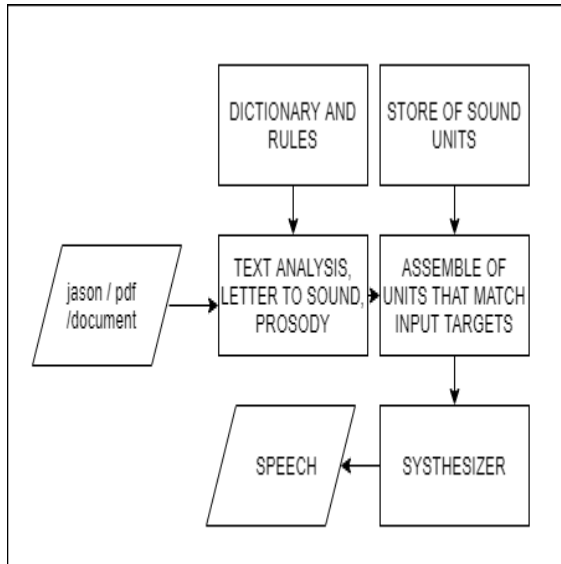 DICTIONARY AND
RULES
STORE OF SOUND
UNITS
jason / pdf
/document
TEXT ANALYSIS,
LETTER TO SOUND,
PROSODY
ASSEMBLE OF
UNITS THAT MATCH
INPUT TARGETS
SPEECH
SYSTHESIZER